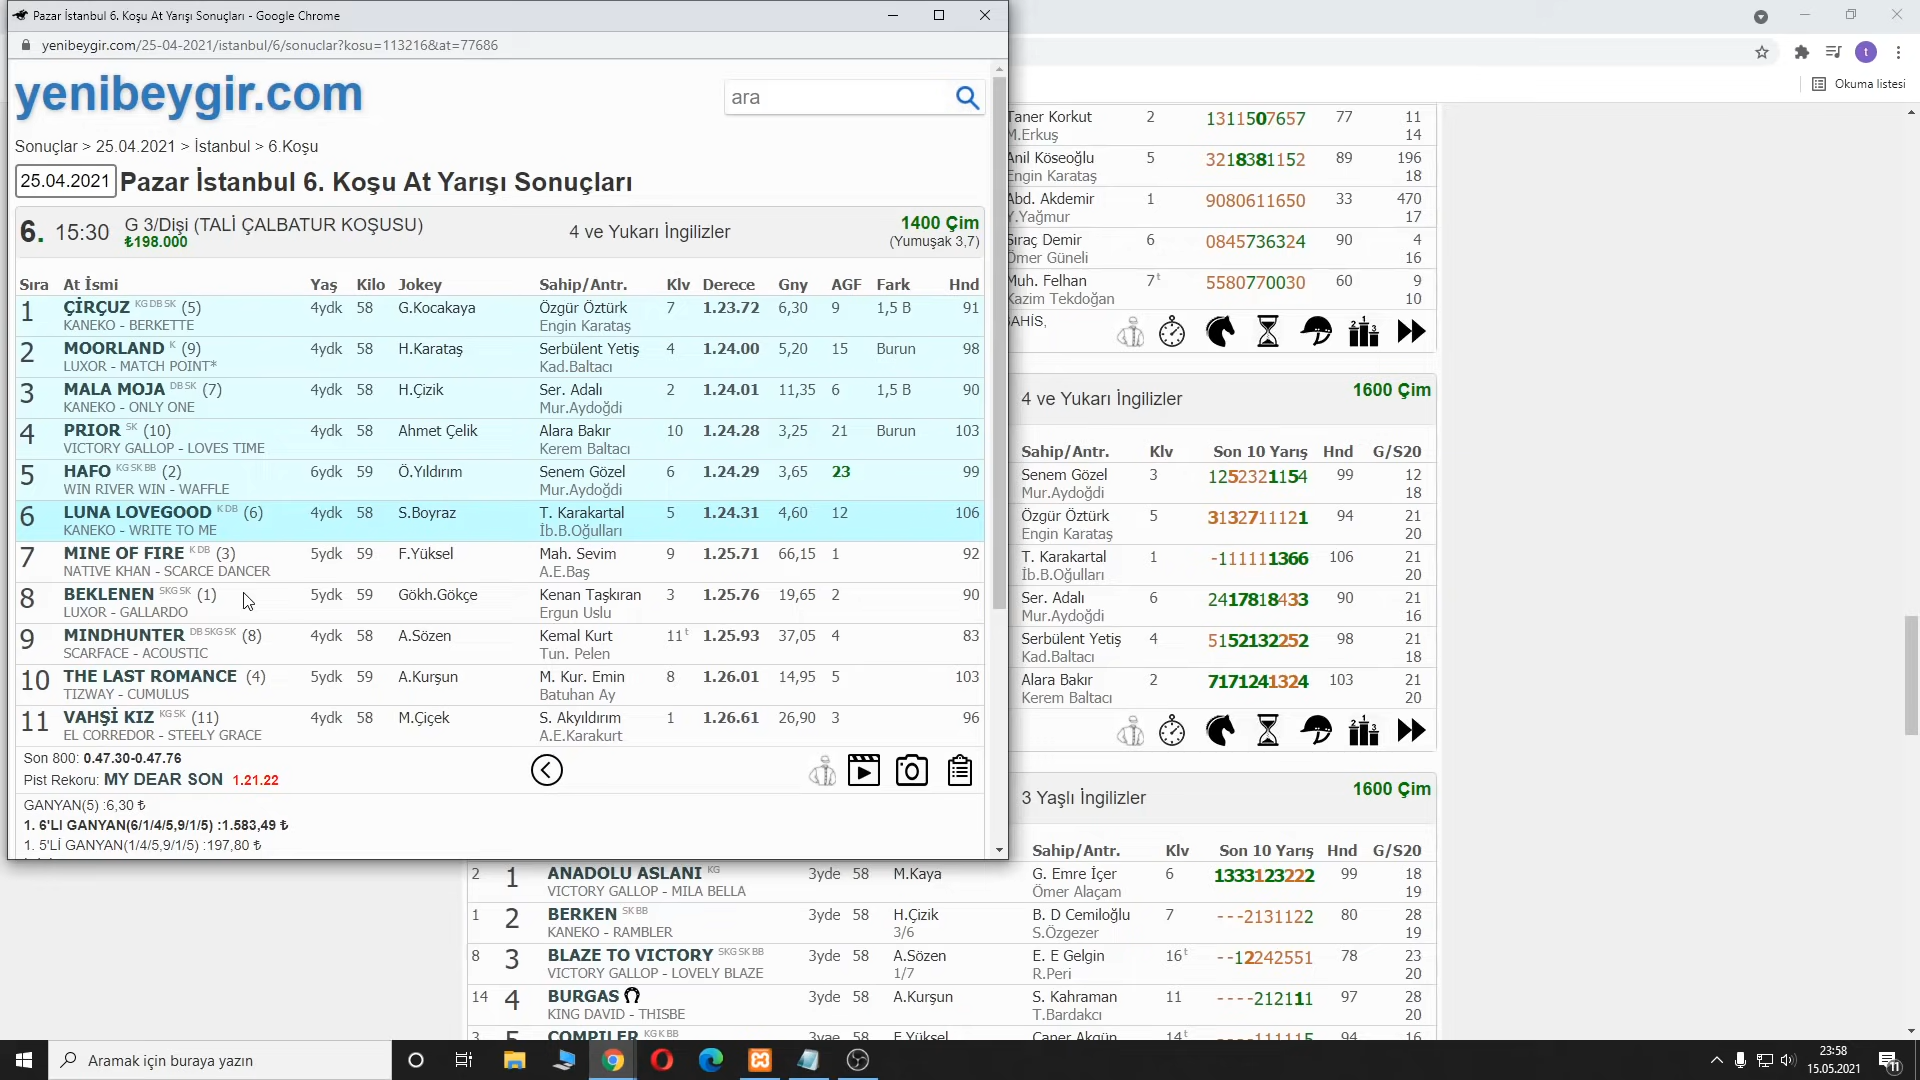 Pazar İstanbul 6. Koşu At Yarışı Sonuçları - Google Chrome
yenibeygir.com/25-04-2021/istanbul/6/sonuclar?kosu=113216&at=77686
yenibeygir.com
ara
Sonuçlar > 25.04.2021 > İstanbul > 6.Koşu
25.04.2021 Pazar İstanbul 6. Koşu At Yarışı Sonuçları
6. 15:30 G 3/Dişi (TALİ ÇALBATUR KOŞUSU) 4 ve Yukarı İngilizler 1400 Çim
₺198.000 (Yumuşak 3,7)
Sıra At İsmi Yaş Kilo Jokey Sahip/Antr. Klv Derece Gny AGF Fark Hnd
1 ÇİRÇUZ KG DB SK (5) 4ydk 58 G.Kocakaya Özgür Öztürk 7 1.23.72 6,30 9 1,5 B 91
KANEKO - BERKETTE Engin Karataş
2 MOORLAND K (9) 4ydk 58 H.Karataş Serbülent Yetiş 4 1.24.00 5,20 15 Burun 98
LUXOR - MATCH POINT* Kad.Baltacı
3 MALA MOJA DB SK (7) 4ydk 58 H.Çizik Ser. Adalı 2 1.24.01 11,35 6 1,5 B 90
KANEKO - ONLY ONE Mur.Aydoğdi
4 PRIOR SK (10) 4ydk 58 Ahmet Çelik Alara Bakır 10 1.24.28 3,25 21 Burun 103
VICTORY GALLOP - LOVES TIME Kerem Baltacı
5 HAFO KG SK BB (2) 6ydk 59 Ö.Yıldırım Senem Gözel 6 1.24.29 3,65 23 99
WIN RIVER WIN - WAFFLE Mur.Aydoğdi
6 LUNA LOVEGOOD K DB (6) 4ydk 58 S.Boyraz T. Karakartal 5 1.24.31 4,60 12 106
KANEKO - WRITE TO ME İb.B.Oğulları
7 MINE OF FIRE K DB (3) 5ydk 59 F.Yüksel Mah. Sevim 9 1.25.71 66,15 1 92
NATIVE KHAN - SCARCE DANCER A.E.Baş
8 BEKLENEN SKG SK (1) 5ydk 59 Gökh.Gökçe Kenan Taşkıran 3 1.25.76 19,65 2 90
LUXOR - GALLARDO Ergun Uslu
9 MINDHUNTER DB SKG SK (8) 4ydk 58 A.Sözen Kemal Kurt 11 t 1.25.93 37,05 4 83
SCARFACE - ACOUSTIC Tun. Pelen
10 THE LAST ROMANCE (4) 5ydk 59 A.Kurşun M. Kur. Emin 8 1.26.01 14,95 5 103
TIZWAY - CUMULUS Batuhan Ay
11 VAHŞİ KIZ KG SK (11) 4ydk 58 M.Çiçek S. Akyıldırım 1 1.26.61 26,90 3 96
EL CORREDOR - STEELY GRACE A.E.Karakurt
Son 800: 0.47.30-0.47.76
Pist Rekoru: MY DEAR SON 1.21.22
GANYAN(5) :6,30 ₺
1. 6'LI GANYAN(6/1/4/5,9/1/5) :1.583,49 ₺
1. 5'Lİ GANYAN(1/4/5,9/1/5) :197,80 ₺
t
Okuma listesi
Taner Korkut 2 1311507657 77 11
M.Erkuş 14
Anil Köseoğlu 5 3218381152 89 196
Engin Karataş 18
Abd. Akdemir 1 9080611650 33 470
Y.Yağmur 17
Sıraç Demir 6 0845736324 90 4
Ömer Güneli 16
Muh. Felhan 7 t 5580770030 60 9
Kazim Tekdoğan 10
BAHİS,
4 ve Yukarı İngilizler 1600 Çim
Sahip/Antr. Klv Son 10 Yarış Hnd G/S20
Senem Gözel 3 1252321154 99 12
Mur.Aydoğdi 18
Özgür Öztürk 5 3132711121 94 21
Engin Karataş 20
T. Karakartal 1 -111111366 106 21
İb.B.Oğulları 20
Ser. Adalı 6 2417818433 90 21
Mur.Aydoğdi 16
Serbülent Yetiş 4 5152132252 98 21
Kad.Baltacı 18
Alara Bakır 2 7171241324 103 21
Kerem Baltacı 20
3 Yaşlı İngilizler 1600 Çim
Sahip/Antr. Klv Son 10 Yarış Hnd G/S20
2 1 ANADOLU ASLANI KG 3yde 58 M.Kaya G. Emre İçer 6 1333123222 99 18
VICTORY GALLOP - MILA BELLA Ömer Alaçam 19
1 2 BERKEN SK BB 3yde 58 H.Çizik B. D Cemiloğlu 7 ---2131122 80 28
KANEKO - RAMBLER 3/6 S.Özgezer 19
8 3 BLAZE TO VICTORY SKG SK BB 3yde 58 A.Sözen E. E Gelgin 16 t --12242551 78 23
VICTORY GALLOP - LOVELY BLAZE 1/7 R.Peri 20
14 4 BURGAS 3yde 58 A.Kurşun S. Kahraman 11 ----212111 97 28
KING DAVID - THISBE T.Bardakcı 20
COMPILER KG K BB
Aramak için buraya yazın
23:58
15.05.2021
11